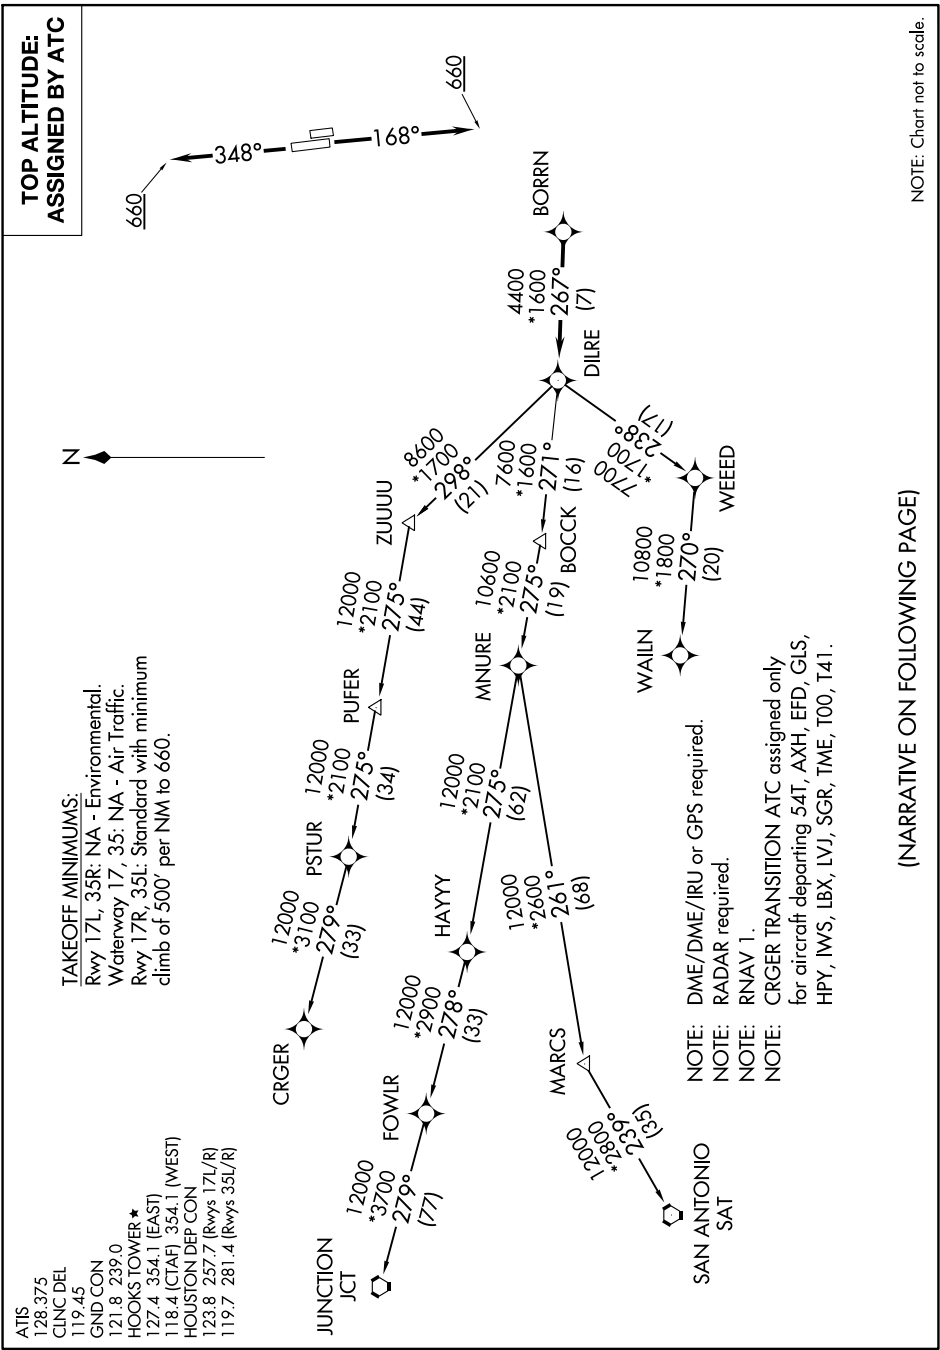 TOP ALTITUDE:
ASSIGNED BY ATC
ATIS
128.375
CLNC DEL
119.45
GND CON
121.8 239.0
HOOKS TOWER ★
127.4 354.1 (EAST)
118.4 (CTAF) 354.1 (WEST)
HOUSTON DEP CON
123.8 257.7 (Rwys 17L/R)
119.7 281.4 (Rwys 35L/R)
TAKEOFF MINIMUMS:
Rwy 17L, 35R: NA - Environmental.
Waterway 17, 35: NA - Air Traffic.
Rwy 17R, 35L: Standard with minimum
climb of 500' per NM to 660.
N
660
348°
168°
660
BORRN
4400
*1600
267°
(7)
DILRE
8600
*1700
298°
(21)
ZUUUU
12000
*2100
275°
(44)
PUFER
12000
*2100
275°
(34)
PSTUR
12000
*3100
279°
(33)
CRGER
7600
*1600
271°
(16)
BOCCK
10600
*2100
275°
(19)
MNURE
12000
*2100
275°
(62)
HAYYY
12000
*2900
278°
(33)
FOWLR
12000
*3700
279°
(77)
JUNCTION
JCT
12000
*2600
261°
(68)
MARCS
12000
*2800
239°
(35)
SAN ANTONIO
SAT
7700
*1700
238°
(17)
WEEED
10800
*1800
270°
(20)
WAILN
NOTE: DME/DME/IRU or GPS required.
NOTE: RADAR required.
NOTE: RNAV 1.
NOTE: CRGER TRANSITION ATC assigned only
for aircraft departing 54T, AXH, EFD, GLS,
HPY, IWS, LBX, LVJ, SGR, TME, T00, T41.
(NARRATIVE ON FOLLOWING PAGE)
NOTE: Chart not to scale.